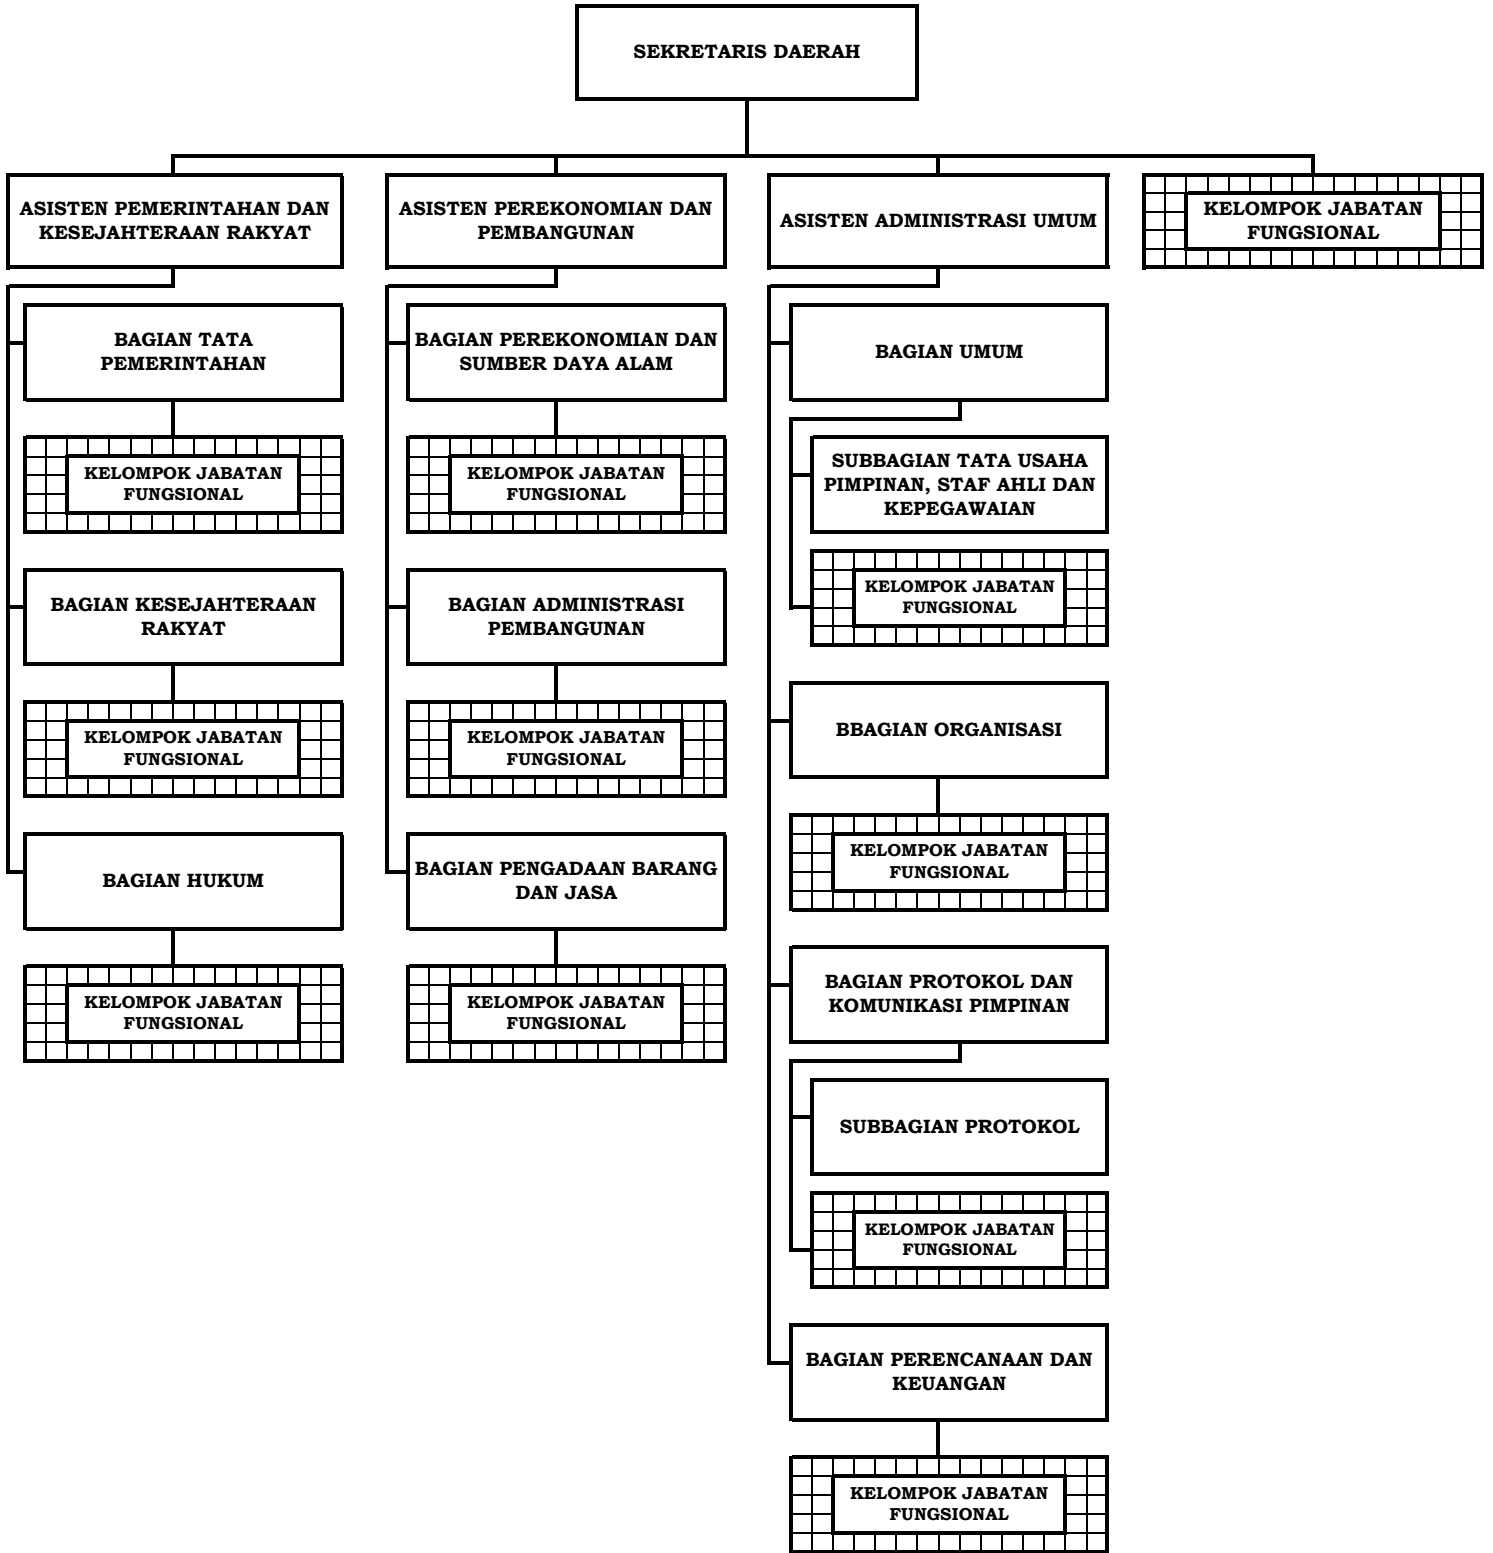 SEKRETARIS DAERAH
ASISTEN PEMERINTAHAN DAN
KESEJAHTERAAN RAKYAT
BAGIAN TATA
PEMERINTAHAN
KELOMPOK JABATAN
FUNGSIONAL
BAGIAN KESEJAHTERAAN
RAKYAT
KELOMPOK JABATAN
FUNGSIONAL
BAGIAN HUKUM
KELOMPOK JABATAN
FUNGSIONAL
ASISTEN PEREKONOMIAN DAN
PEMBANGUNAN
BAGIAN PEREKONOMIAN DAN
SUMBER DAYA ALAM
KELOMPOK JABATAN
FUNGSIONAL
BAGIAN ADMINISTRASI
PEMBANGUNAN
KELOMPOK JABATAN
FUNGSIONAL
BAGIAN PENGADAAN BARANG
DAN JASA
KELOMPOK JABATAN
FUNGSIONAL
ASISTEN ADMINISTRASI UMUM
BAGIAN UMUM
SUBBAGIAN TATA USAHA
PIMPINAN, STAF AHLI DAN
KEPEGAWAIAN
KELOMPOK JABATAN
FUNGSIONAL
BBAGIAN ORGANISASI
KELOMPOK JABATAN
FUNGSIONAL
BAGIAN PROTOKOL DAN
KOMUNIKASI PIMPINAN
SUBBAGIAN PROTOKOL
KELOMPOK JABATAN
FUNGSIONAL
BAGIAN PERENCANAAN DAN
KEUANGAN
KELOMPOK JABATAN
FUNGSIONAL
KELOMPOK JABATAN
FUNGSIONAL